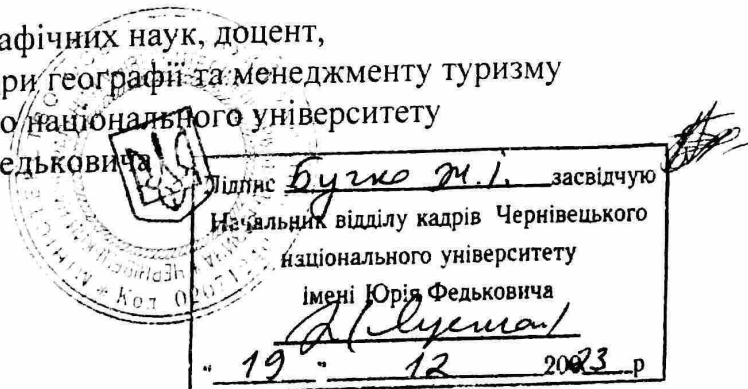 афічних наук, доцент,
ри географії та менеджменту туризму
о національного університету
едьковича
Підпис Бучко Ж.І. засвідчую
Начальник відділу кадрів Чернівецького
національного університету
імені Юрія Федьковича
" 19 " 12 2023 р
Код